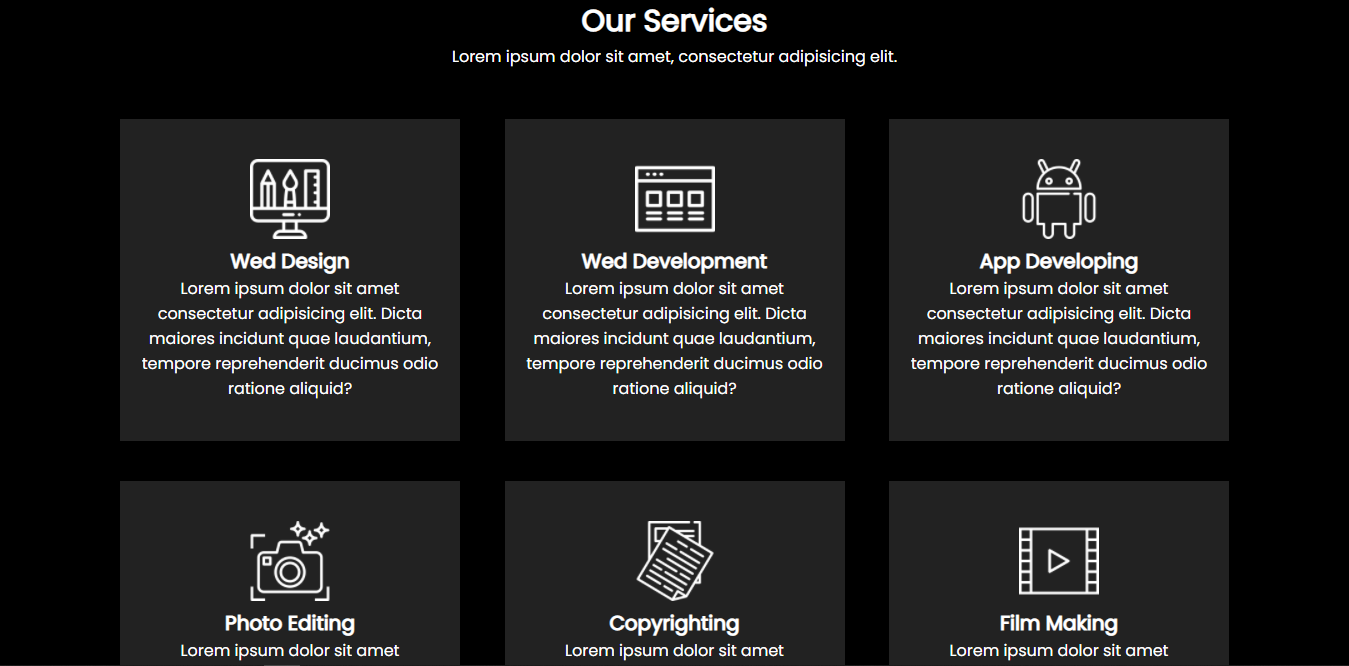 Our Services
Lorem ipsum dolor sit amet, consectetur adipisicing elit.
Wed Design
Lorem ipsum dolor sit amet
consectetur adipisicing elit. Dicta
maiores incidunt quae laudantium,
tempore reprehenderit ducimus odio
ratione aliquid?
Wed Development
Lorem ipsum dolor sit amet
consectetur adipisicing elit. Dicta
maiores incidunt quae laudantium,
tempore reprehenderit ducimus odio
ratione aliquid?
App Developing
Lorem ipsum dolor sit amet
consectetur adipisicing elit. Dicta
maiores incidunt quae laudantium,
tempore reprehenderit ducimus odio
ratione aliquid?
Photo Editing
Lorem ipsum dolor sit amet
Copyrighting
Lorem ipsum dolor sit amet
Film Making
Lorem ipsum dolor sit amet